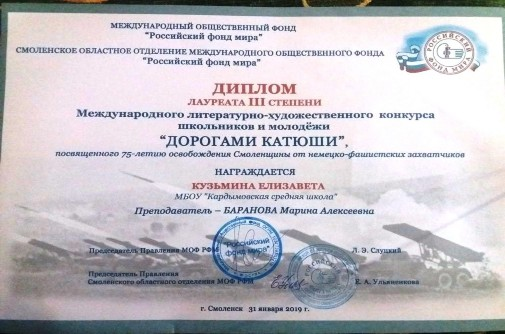 МЕЖДУНАРОДНЫЙ ОБЩЕСТВЕННЫЙ ФОНД
"Российский фонд мира"
СМОЛЕНСКОЕ ОБЛАСТНОЕ ОТДЕЛЕНИЕ МЕЖДУНАРОДНОГО ОБЩЕСТВЕННОГО ФОНДА
"Российский фонд мира"
РОССИЙСКИЙ
ФОНД МИРА
ДИПЛОМ
ЛАУРЕАТА III СТЕПЕНИ
Международного литературно-художественного конкурса
школьников и молодёжи
"ДОРОГАМИ КАТЮШИ",
посвященного 75-летию освобождения Смоленщины от немецко-фашистских захватчиков
НАГРАЖДАЕТСЯ
КУЗЬМИНА ЕЛИЗАВЕТА
МБОУ "Кардымовская средняя школа"
Преподаватель – БАРАНОВА Марина Алексеевна
"Российский
фонд мира"
Председатель Правления МОФ РФМ Л. Э. Слуцкий
Председатель Правления
Смоленского областного отделения МОФ РФМ Е. А. Ульяненкова
г. Смоленск 31 января 2019 г.